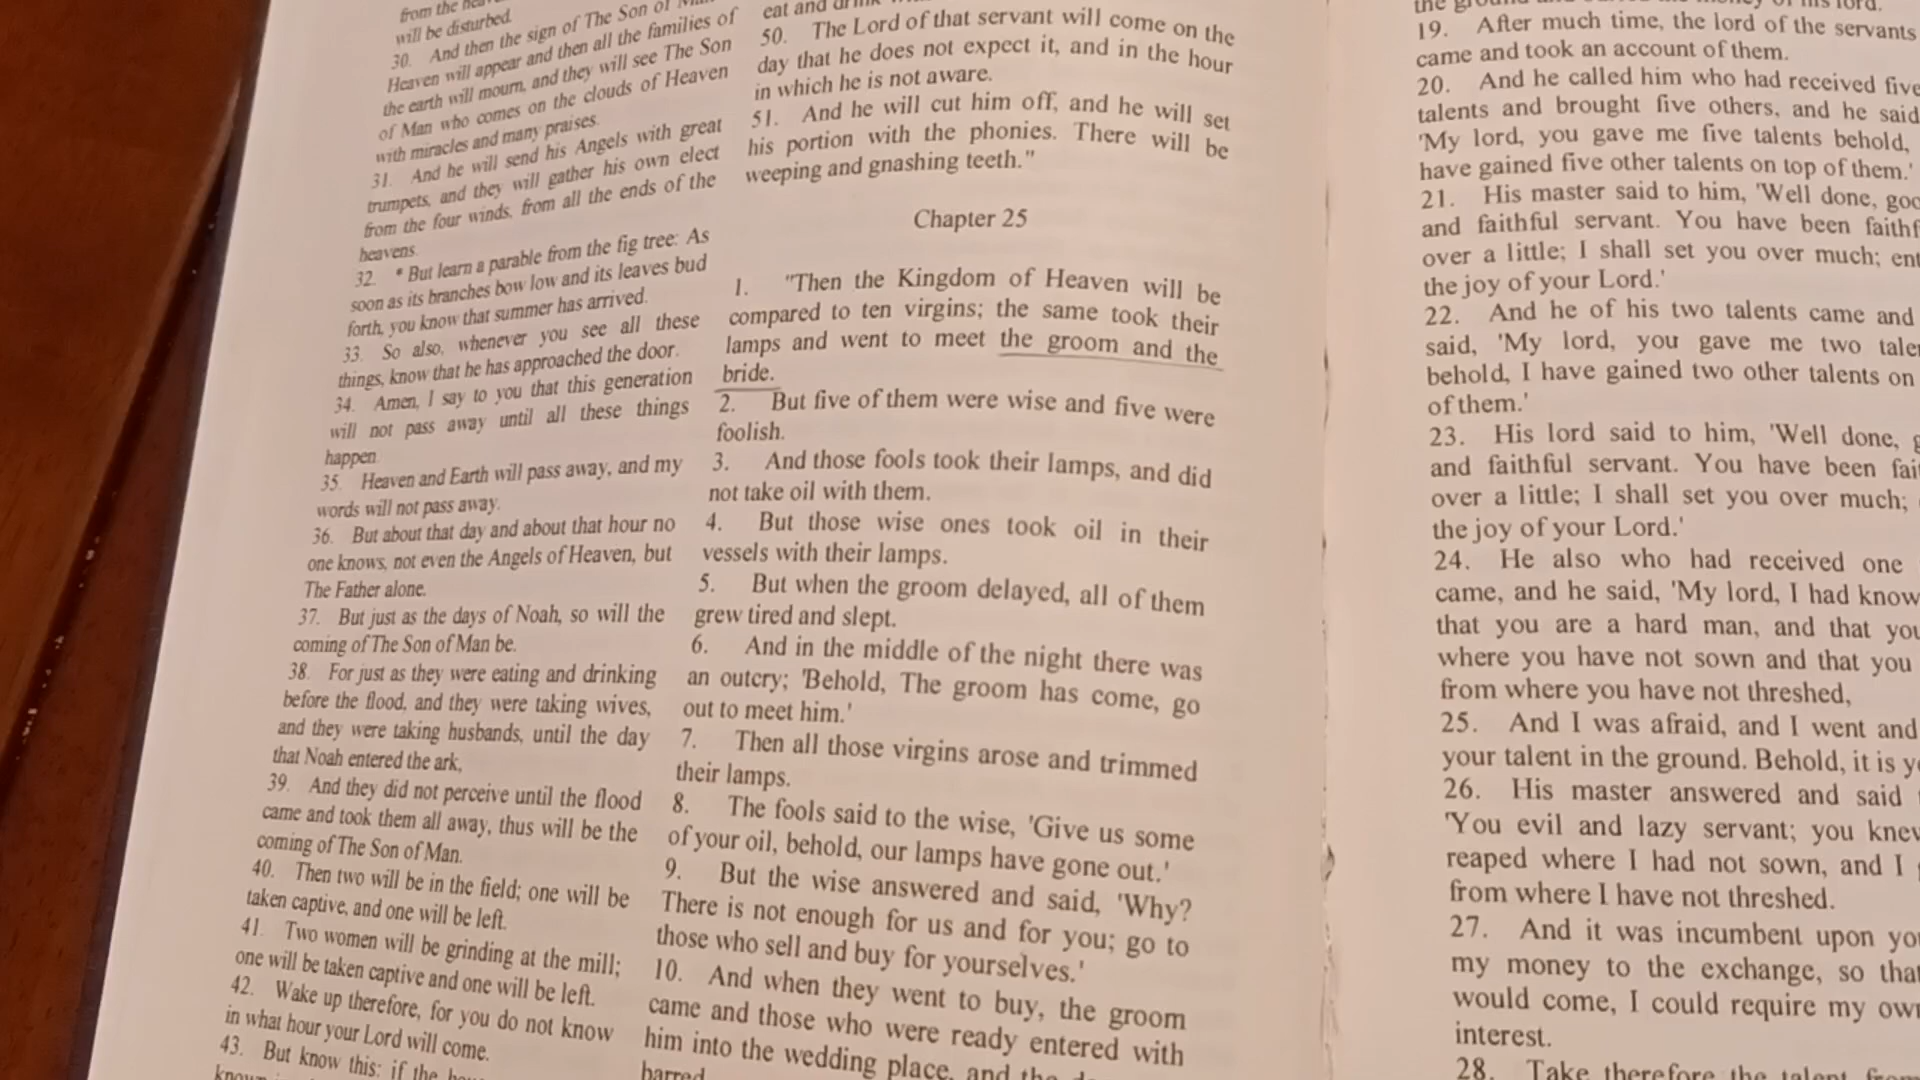 from the
will be disturbed.
30. And then the sign of The Son of
Heaven will appear and then all the families of
the earth will mourn, and they will see The Son
of Man who comes on the clouds of Heaven
with miracles and many praises.
31. And he will send his Angels with great
trumpets, and they will gather his own elect
from the four winds, from all the ends of the
heavens.
32. * But learn a parable from the fig tree: As
soon as its branches bow low and its leaves bud
forth, you know that summer has arrived.
33. So also, whenever you see all these
things, know that he has approached the door.
34. Amen, I say to you that this generation
will not pass away until all these things
happen.
35. Heaven and Earth will pass away, and my
words will not pass away.
36. But about that day and about that hour no
one knows, not even the Angels of Heaven, but
The Father alone.
37. But just as the days of Noah, so will the
coming of The Son of Man be.
38. For just as they were eating and drinking
before the flood, and they were taking wives,
and they were taking husbands, until the day
that Noah entered the ark,
39. And they did not perceive until the flood
came and took them all away, thus will be the
coming of The Son of Man.
40. Then two will be in the field; one will be
taken captive, and one will be left.
41. Two women will be grinding at the mill;
one will be taken captive and one will be left.
42. Wake up therefore, for you do not know
in what hour your Lord will come.
43. But know this: if the
eat and drink
50. The Lord of that servant will come on the
day that he does not expect it, and in the hour
in which he is not aware.
51. And he will cut him off, and he will set
his portion with the phonies. There will be
weeping and gnashing teeth."
Chapter 25
1. "Then the Kingdom of Heaven will be
compared to ten virgins; the same took their
lamps and went to meet the groom and the
bride.
2. But five of them were wise and five were
foolish.
3. And those fools took their lamps, and did
not take oil with them.
4. But those wise ones took oil in their
vessels with their lamps.
5. But when the groom delayed, all of them
grew tired and slept.
6. And in the middle of the night there was
an outcry; 'Behold, The groom has come, go
out to meet him.'
7. Then all those virgins arose and trimmed
their lamps.
8. The fools said to the wise, 'Give us some
of your oil, behold, our lamps have gone out.'
9. But the wise answered and said, 'Why?
There is not enough for us and for you; go to
those who sell and buy for yourselves.'
10. And when they went to buy, the groom
came and those who were ready entered with
him into the wedding place, and the
barred
the ground and of his lord.
19. After much time, the lord of the servants
came and took an account of them.
20. And he called him who had received five
talents and brought five others, and he said
'My lord, you gave me five talents behold,
have gained five other talents on top of them.'
21. His master said to him, 'Well done,
and faithful servant. You have been
over a little; I shall set you over much;
the joy of your Lord.'
22. And he of his two talents came and
said, 'My lord, you gave me two
behold, I have gained two other talents on
of them.'
23. His lord said to him, 'Well done,
and faithful servant. You have been
over a little; I shall set you over much;
the joy of your Lord.'
24. He also who had received one
came, and he said, 'My lord, I had
that you are a hard man, and that
where you have not sown and that you
from where you have not threshed,
25. And I was afraid, and I went and
your talent in the ground. Behold, it is
26. His master answered and said
'You evil and lazy servant; you
reaped where I had not sown, and I
from where I have not threshed.
27. And it was incumbent upon
my money to the exchange, so
would come, I could require my
interest.
28. Take therefore the talent